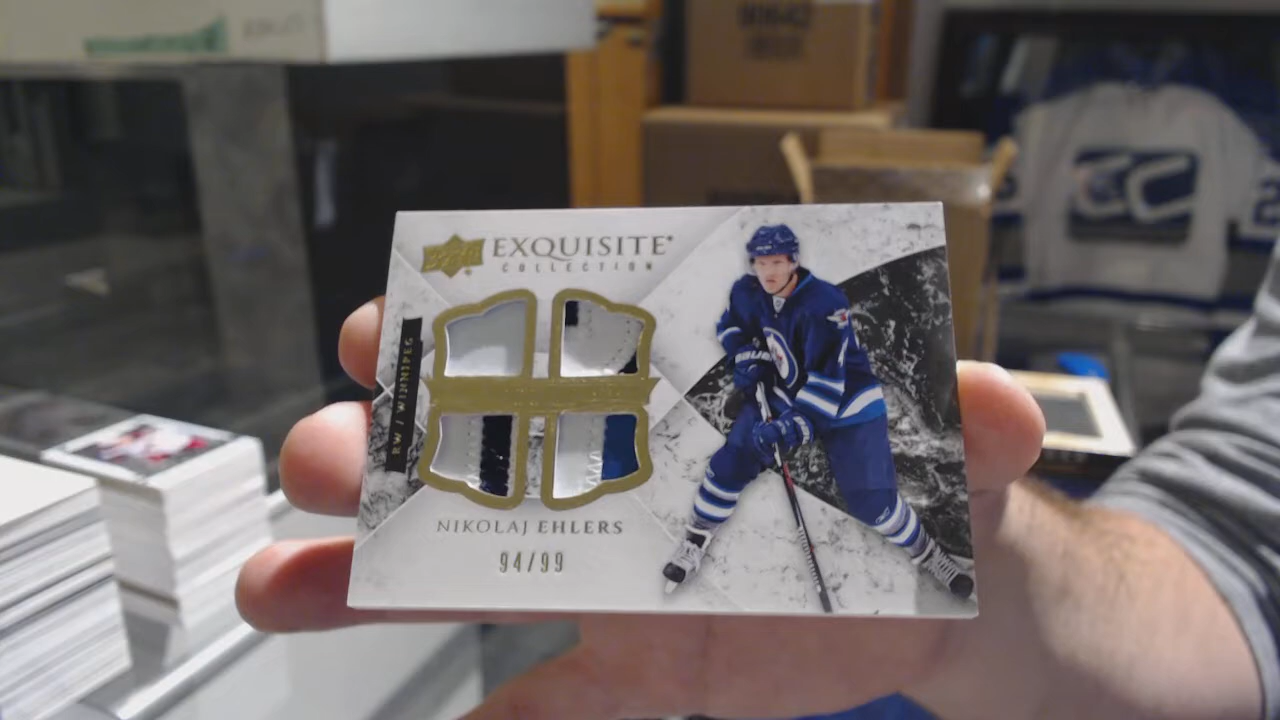 EXQUISITE
COLLECTION
RW / WINNIPEG
NIKOLAJ EHLERS
94/99